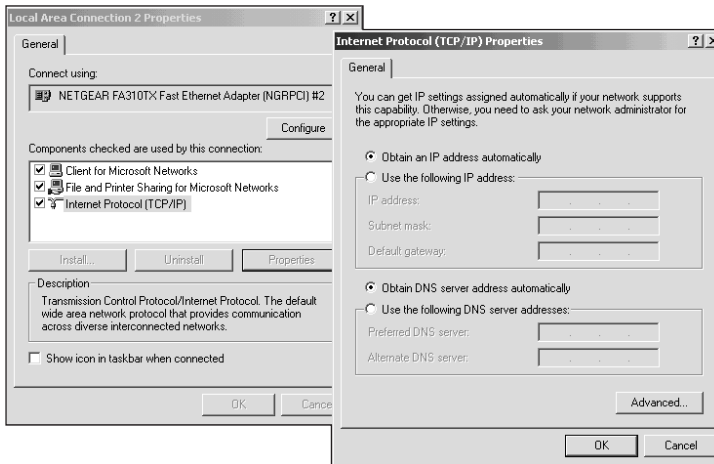 Local Area Connection 2 Properties
General
Connect using:
NETGEAR FA310TX Fast Ethernet Adapter (NGRPCI) #2
Configure
Components checked are used by this connection:
Client for Microsoft Networks
File and Printer Sharing for Microsoft Networks
Internet Protocol (TCP/IP)
Install...
Uninstall
Properties
Description
Transmission Control Protocol/Internet Protocol. The default
wide area network protocol that provides communication
across diverse interconnected networks.
Show icon in taskbar when connected
OK
Cance
Internet Protocol (TCP/IP) Properties
General
You can get IP settings assigned automatically if your network supports
this capability. Otherwise, you need to ask your network administrator for
the appropriate IP settings.
Obtain an IP address automatically
Use the following IP address:
IP address:
Subnet mask:
Default gateway:
Obtain DNS server address automatically
Use the following DNS server addresses:
Preferred DNS server:
Alternate DNS server:
Advanced...
OK
Cancel